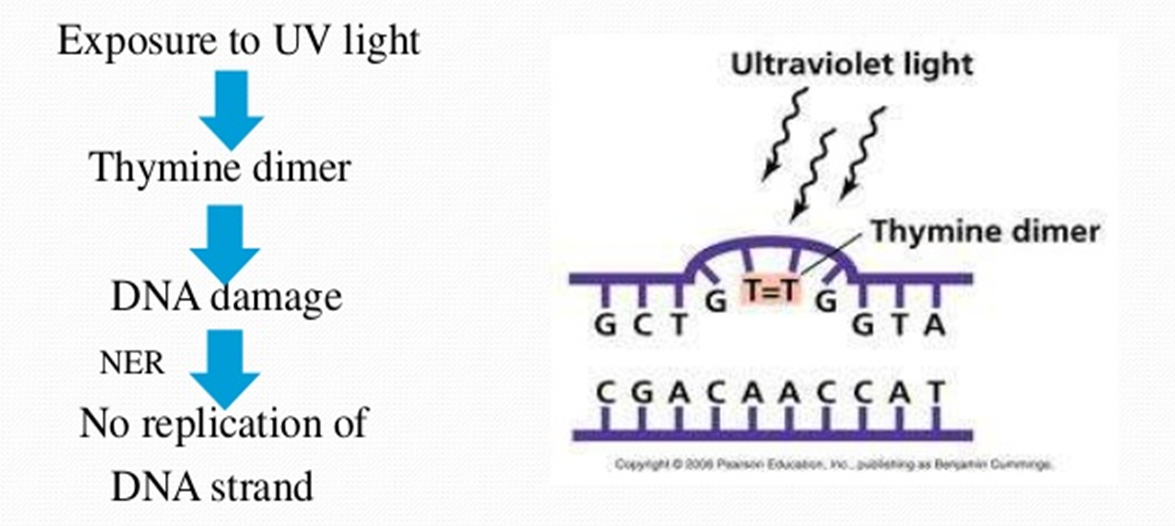 Exposure to UV light
Thymine dimer
DNA damage
NER
No replication of
DNA strand
Ultraviolet light
Thymine dimer
G C T G T=T G G T A
C G A C A A C C A T
Copyright © 2006 Pearson Education, Inc., publishing as Benjamin Cummings.